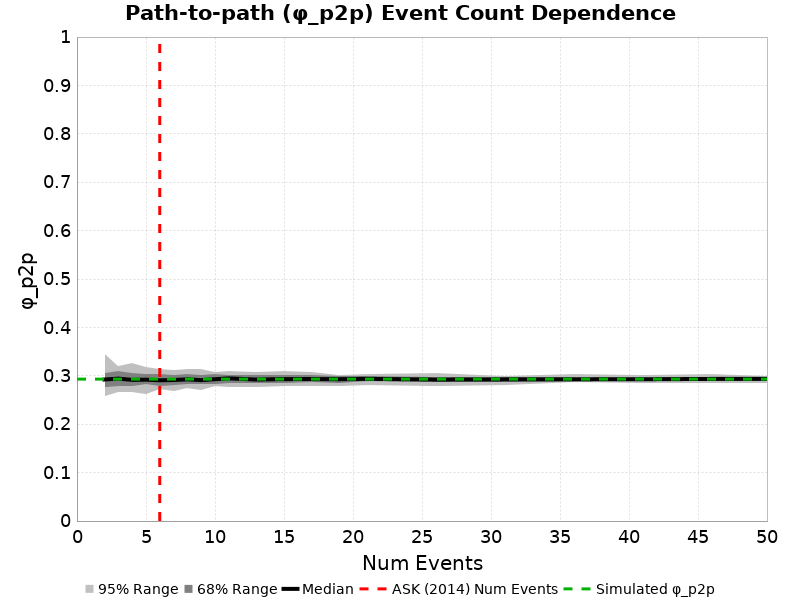 Path-to-path (φ_p2p) Event Count Dependence
φ_p2p
1
0.9
0.8
0.7
0.6
0.5
0.4
0.3
0.2
0.1
0
0 5 10 15 20 25 30 35 40 45 50
Num Events
95% Range 68% Range Median ASK (2014) Num Events Simulated φ_p2p